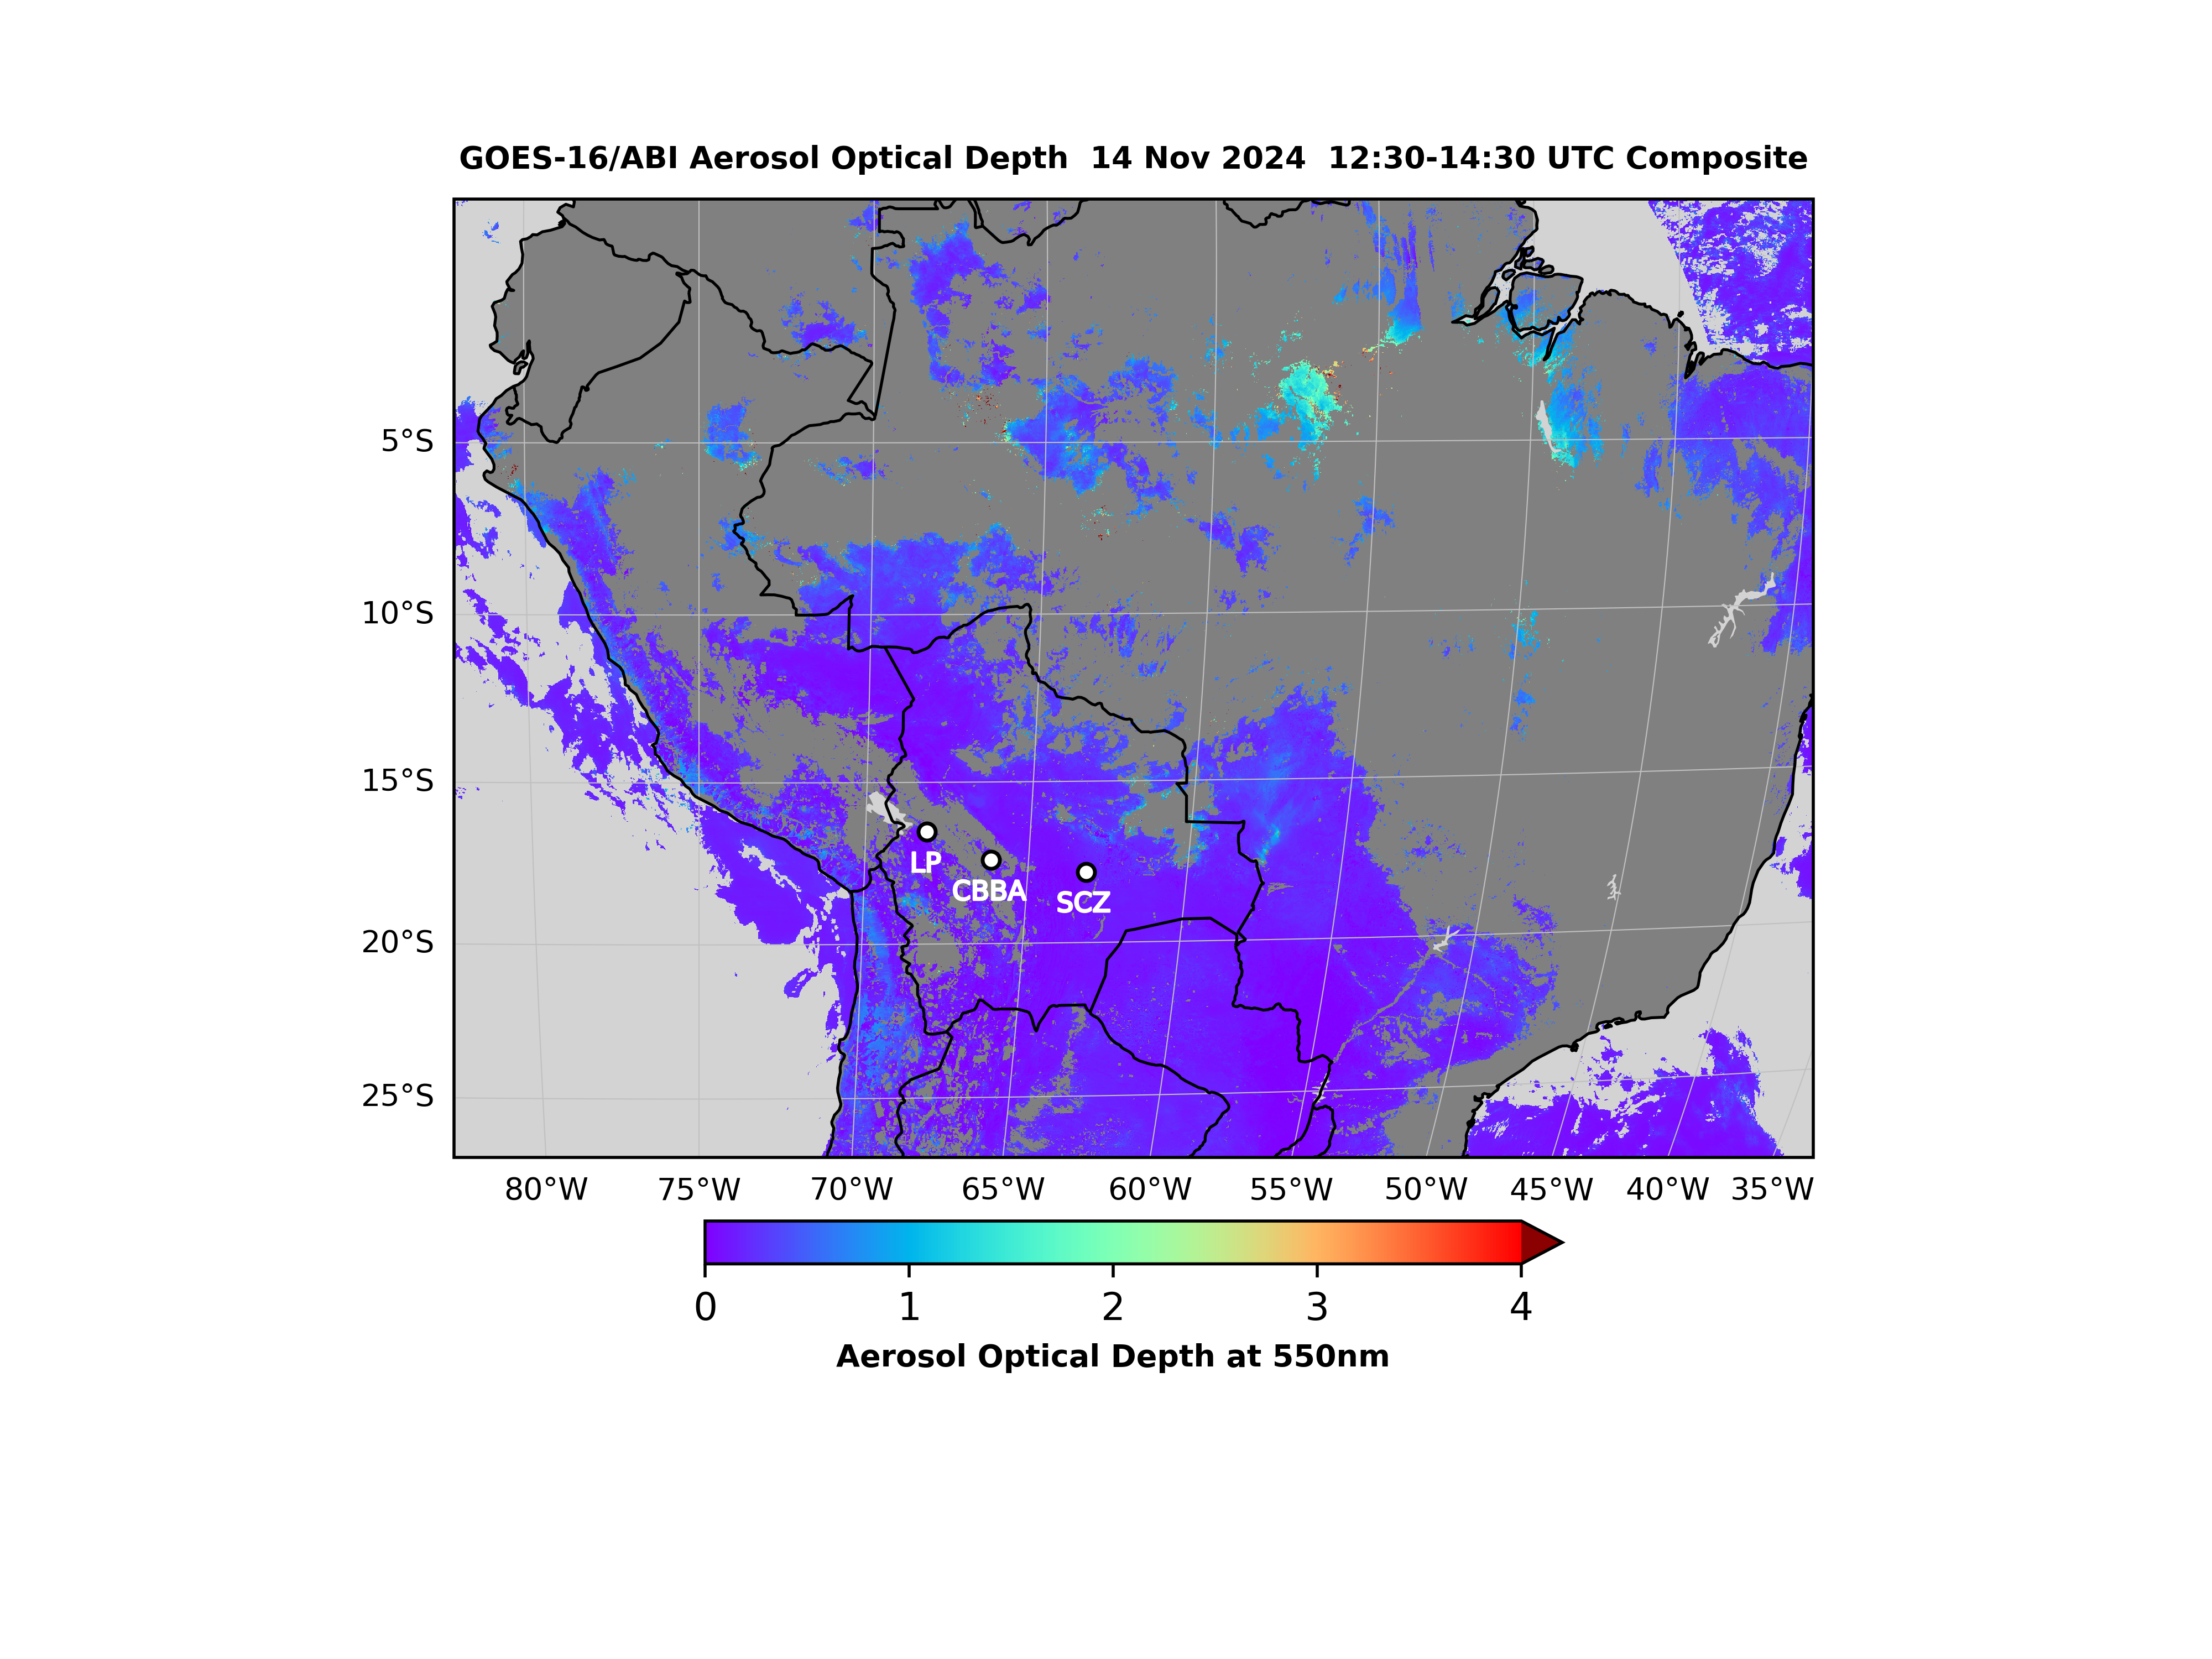 GOES-16/ABI Aerosol Optical Depth  14 Nov 2024  12:30-14:30 UTC Composite
5°S
10°S
15°S
LP
CBBA
SCZ
20°S
25°S
80°W 75°W 70°W 65°W 60°W 55°W 50°W 45°W 40°W 35°W
0 1 2 3 4
Aerosol Optical Depth at 550nm